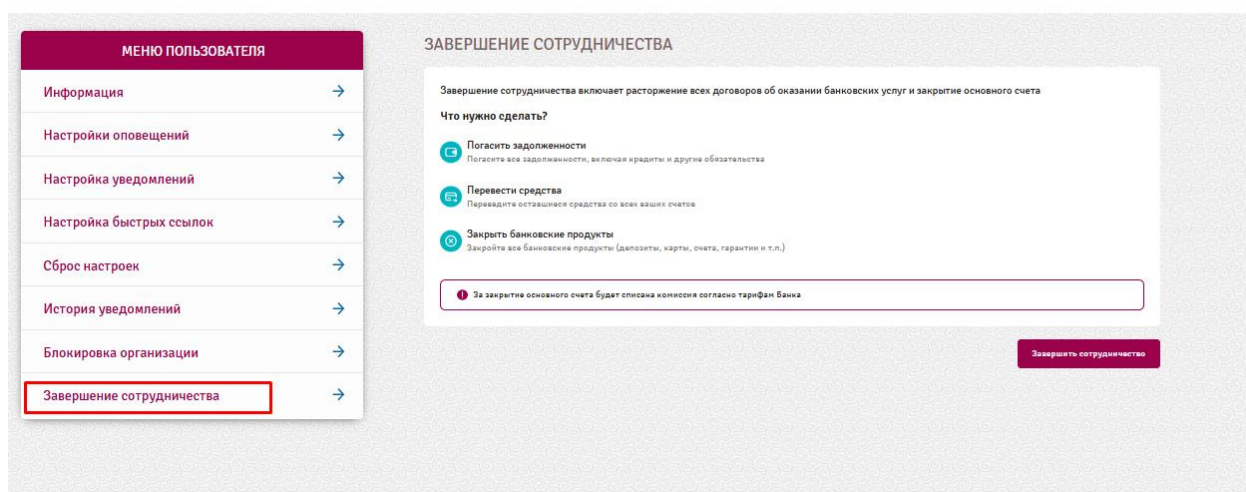 МЕНЮ ПОЛЬЗОВАТЕЛЯ
Информация
Настройки оповещений
Настройка уведомлений
Настройка быстрых ссылок
Сброс настроек
История уведомлений
Блокировка организации
Завершение сотрудничества
ЗАВЕРШЕНИЕ СОТРУДНИЧЕСТВА
Завершение сотрудничества включает расторжение всех договоров об оказании банковских услуг и закрытие основного счета
Что нужно сделать?
Погасить задолженности
Погасите все задолженности, включая кредиты и другие обязательства
Перевести средства
Переведите оставшиеся средства со всех ваших счетов
Закрыть банковские продукты
Закройте все банковские продукты (депозиты, карты, счета, гарантии и т.п.)
За закрытие основного счета будет списана комиссия согласно тарифам Банка
Завершить сотрудничество